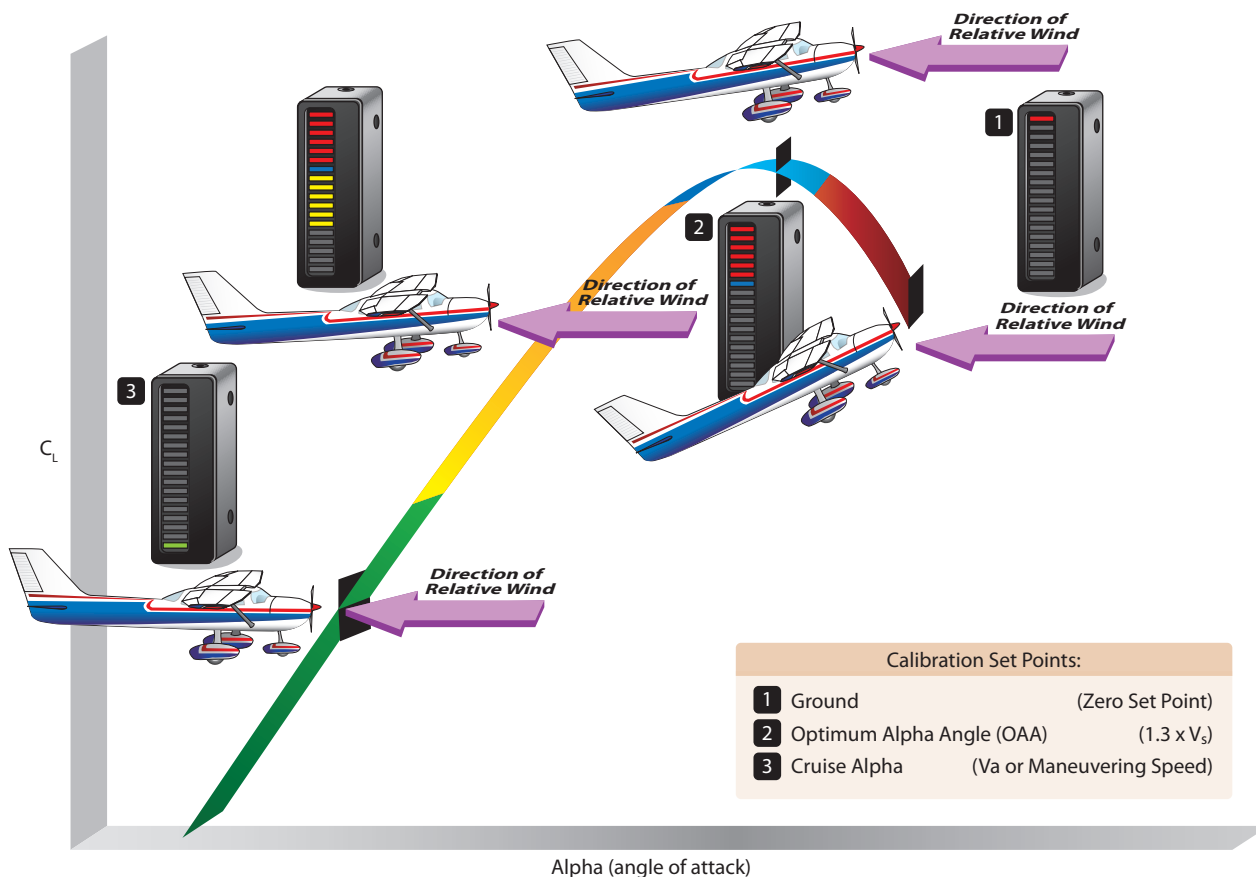 Direction of
Relative Wind
1
2
Direction of
Relative Wind
Direction of
Relative Wind
3
C_L
Direction of
Relative Wind
Calibration Set Points:
1 Ground (Zero Set Point)
2 Optimum Alpha Angle (OAA) (1.3 x V_s)
3 Cruise Alpha (Va or Maneuvering Speed)
Alpha (angle of attack)